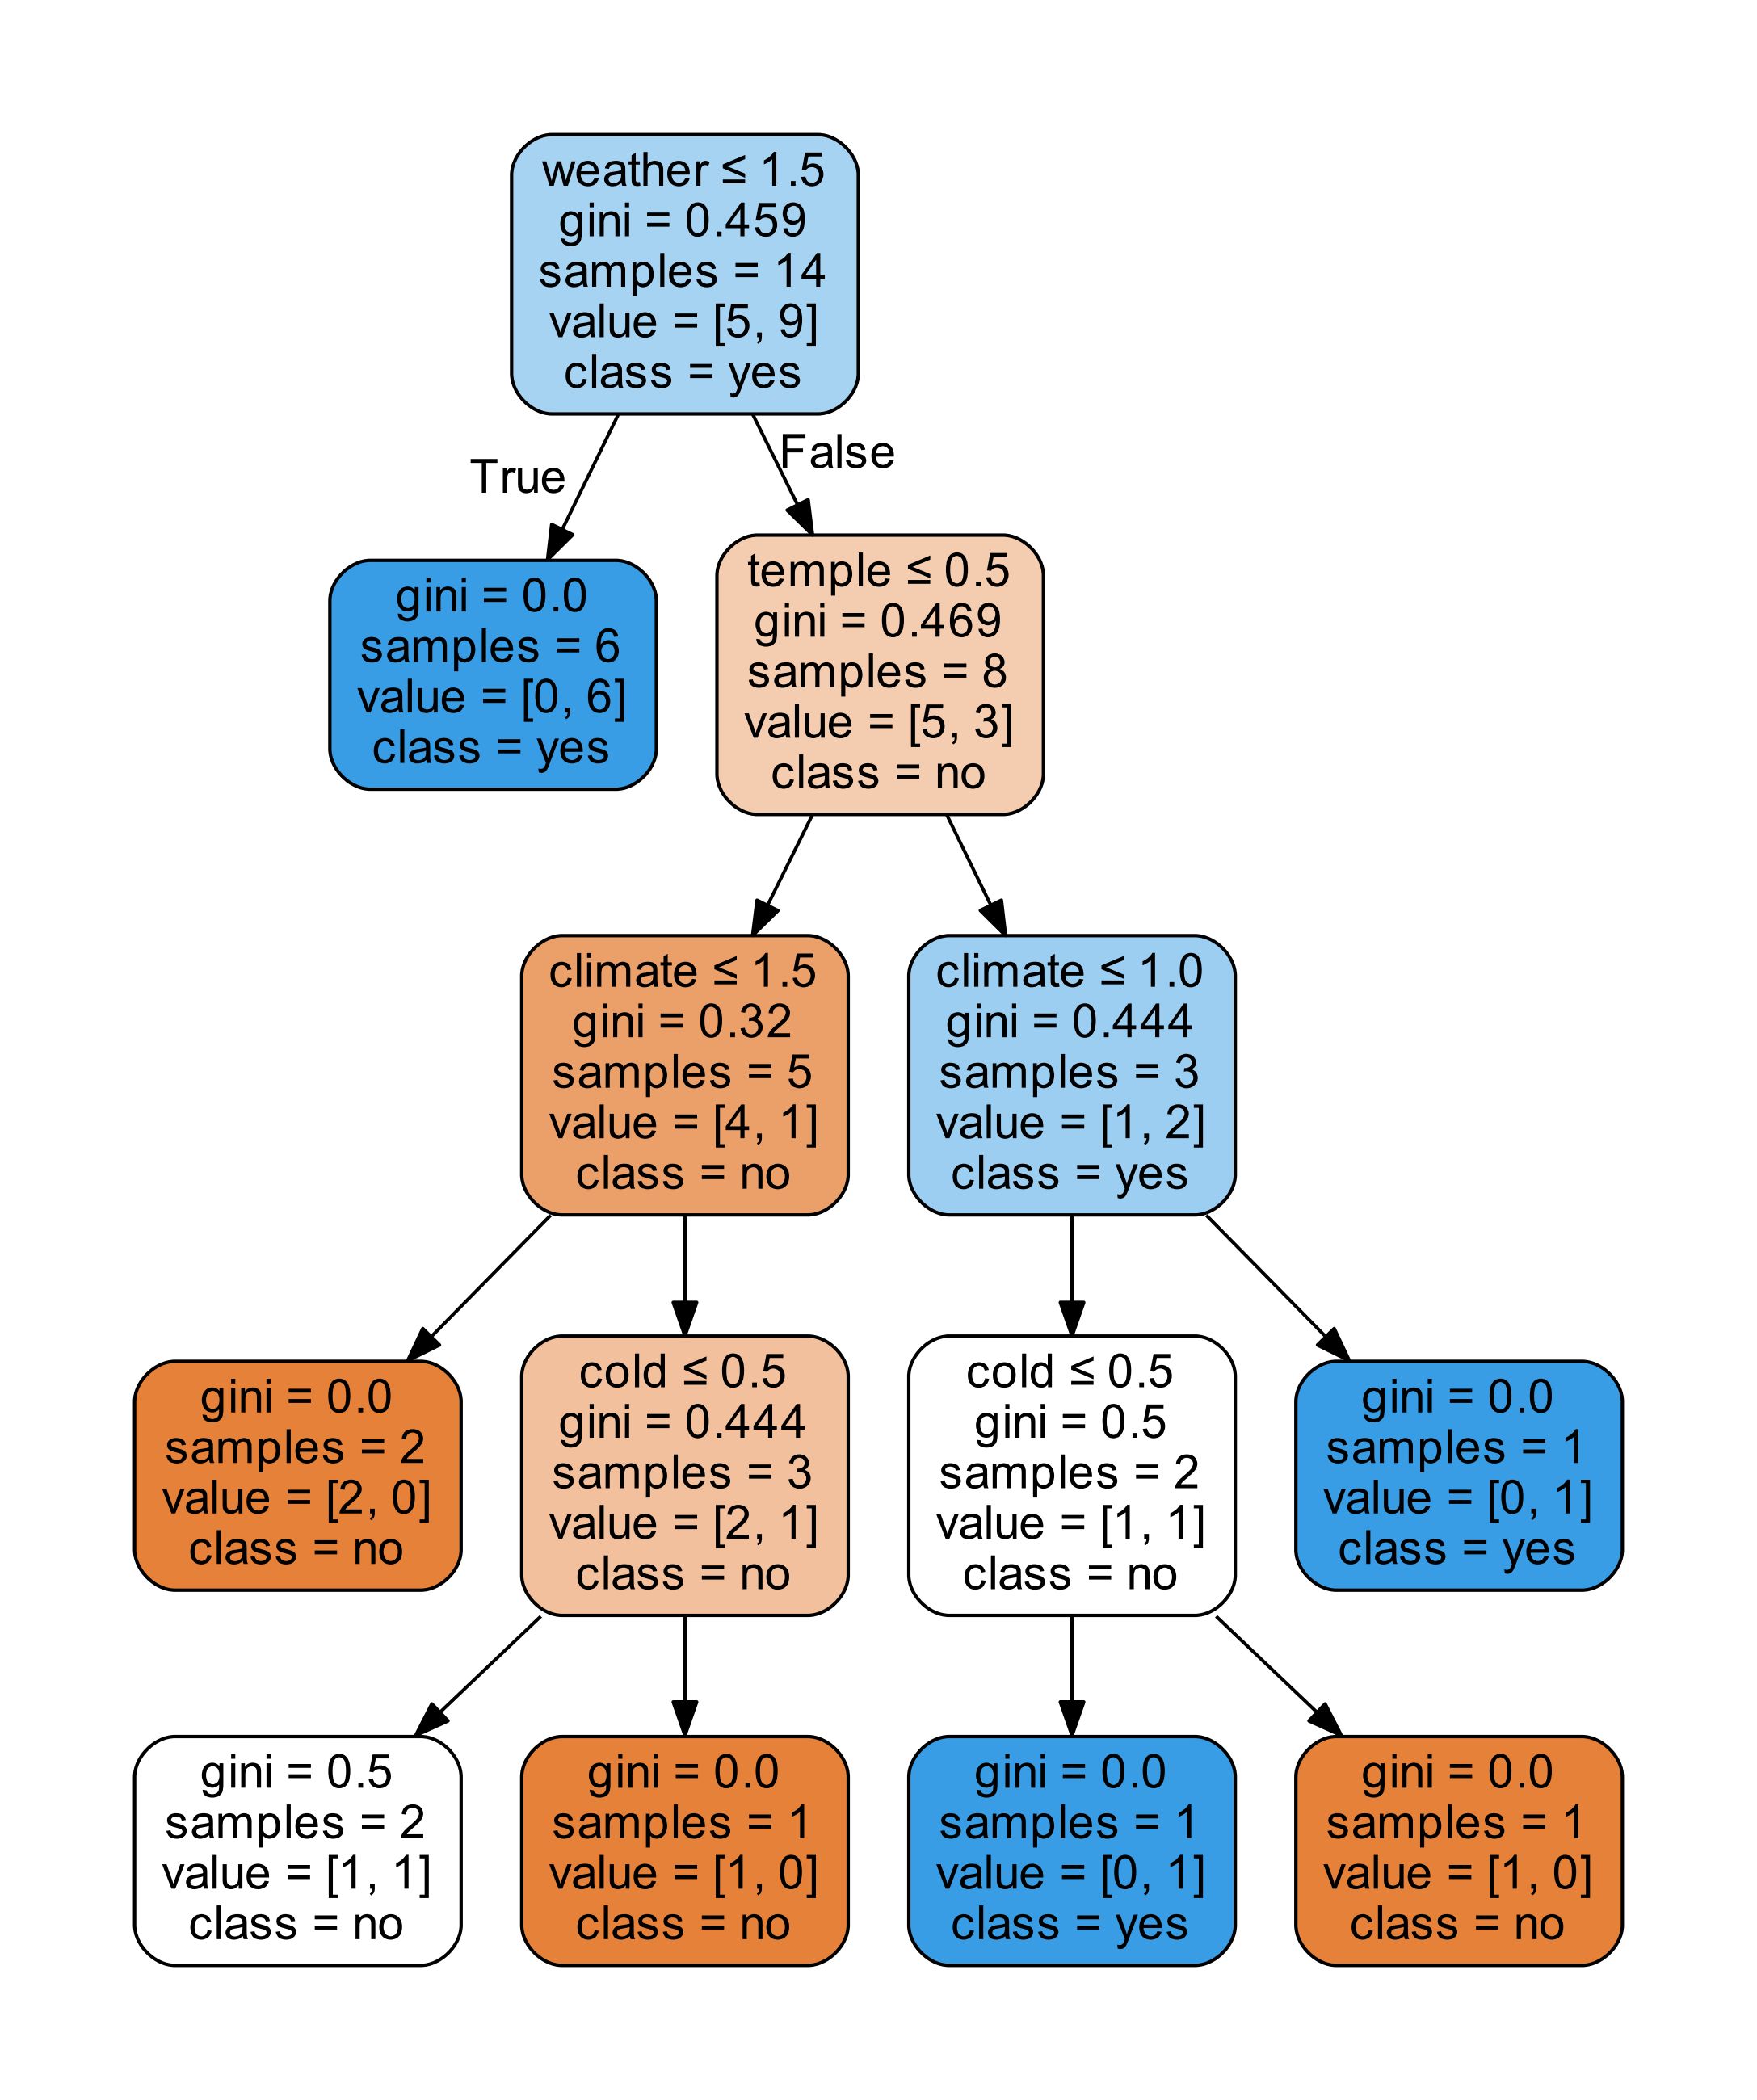 weather ≤ 1.5
gini = 0.459
samples = 14
value = [5, 9]
class = yes
True
False
gini = 0.0
samples = 6
value = [0, 6]
class = yes
temple ≤ 0.5
gini = 0.469
samples = 8
value = [5, 3]
class = no
climate ≤ 1.5
gini = 0.32
samples = 5
value = [4, 1]
class = no
climate ≤ 1.0
gini = 0.444
samples = 3
value = [1, 2]
class = yes
gini = 0.0
samples = 2
value = [2, 0]
class = no
cold ≤ 0.5
gini = 0.444
samples = 3
value = [2, 1]
class = no
cold ≤ 0.5
gini = 0.5
samples = 2
value = [1, 1]
class = no
gini = 0.0
samples = 1
value = [0, 1]
class = yes
gini = 0.5
samples = 2
value = [1, 1]
class = no
gini = 0.0
samples = 1
value = [1, 0]
class = no
gini = 0.0
samples = 1
value = [0, 1]
class = yes
gini = 0.0
samples = 1
value = [1, 0]
class = no